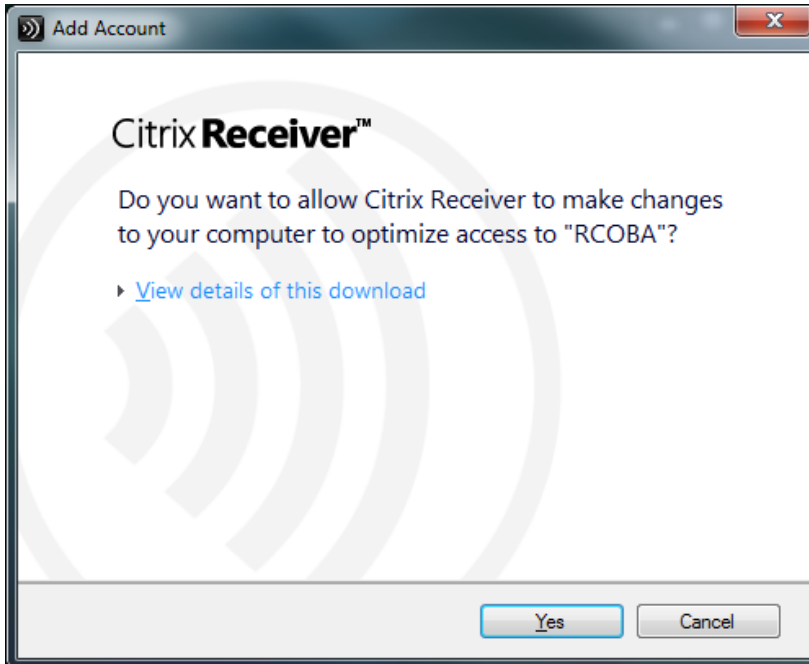 Add Account
Citrix Receiver™
Do you want to allow Citrix Receiver to make changes
to your computer to optimize access to "RCOBA"?
View details of this download
Yes
Cancel